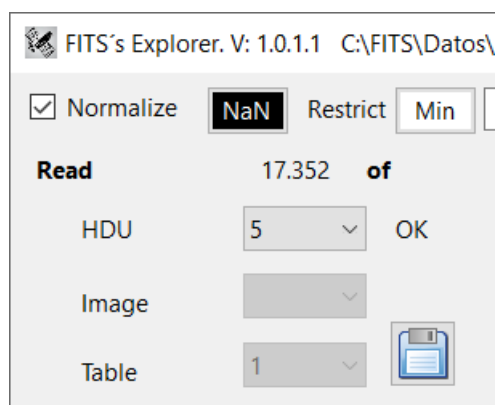 FITS´s Explorer. V: 1.0.1.1 C:\FITS\Datos\
Normalize NaN Restrict Min
Read 17.352 of
HDU 5 OK
Image
Table 1